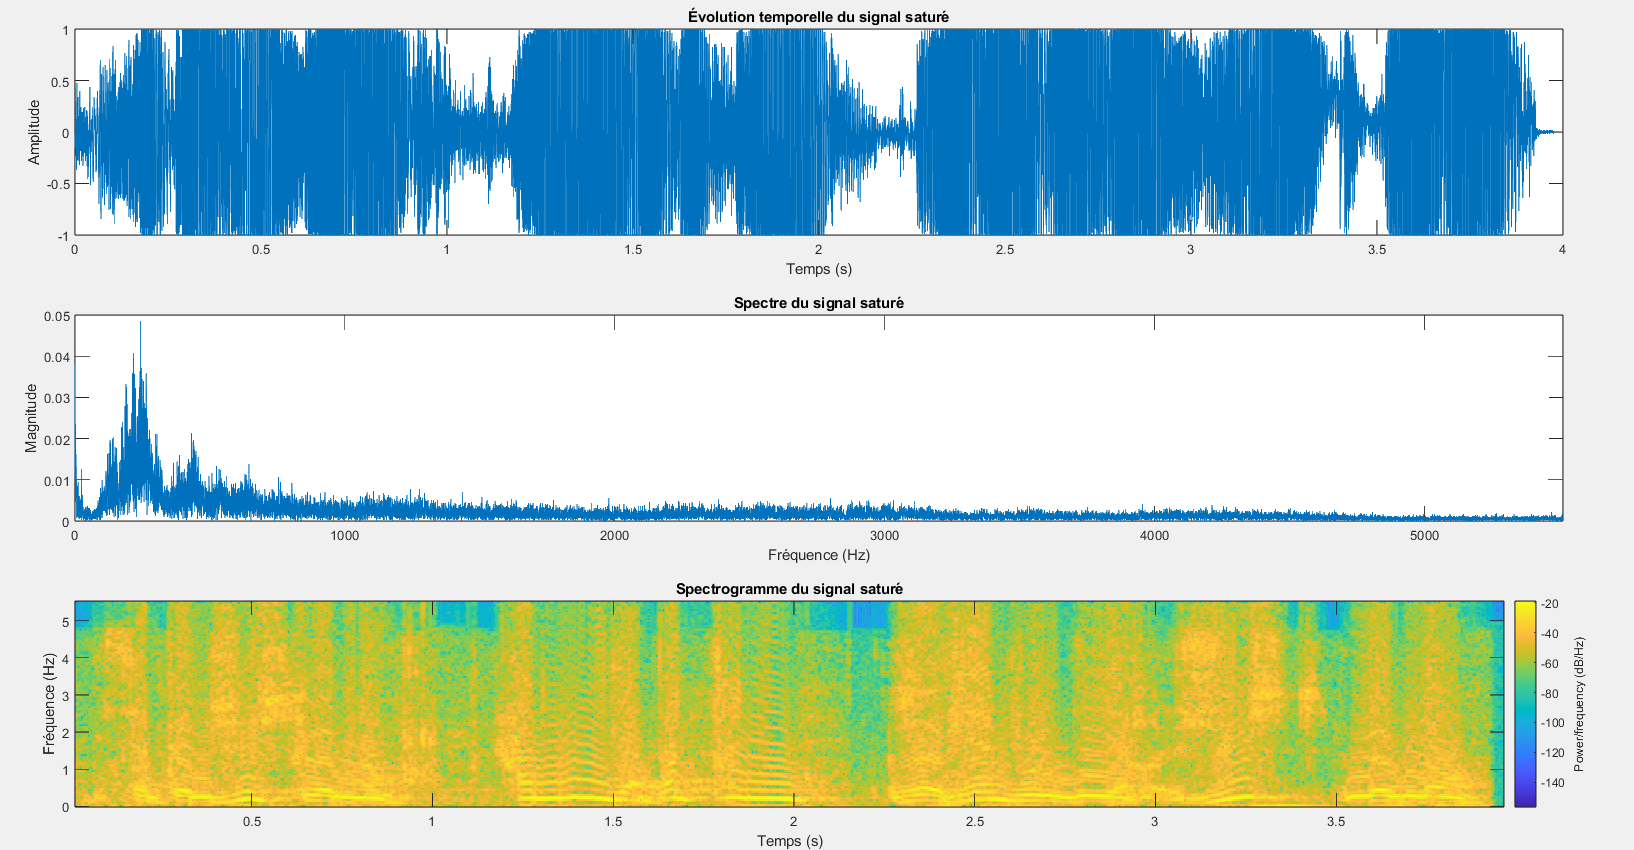 Évolution temporelle du signal saturé
1
0.5
0
-0.5
-1
Amplitude
0 0.5 1 1.5 2 2.5 3 3.5 4
Temps (s)
Spectre du signal saturé
0.05
0.04
0.03
0.02
0.01
0
Magnitude
0 1000 2000 3000 4000 5000
Fréquence (Hz)
Spectrogramme du signal saturé
5
4
3
2
1
0
Fréquence (Hz)
0.5 1 1.5 2 2.5 3 3.5
Temps (s)
-20
-40
-60
-80
-100
-120
-140
Power/frequency (dB/Hz)